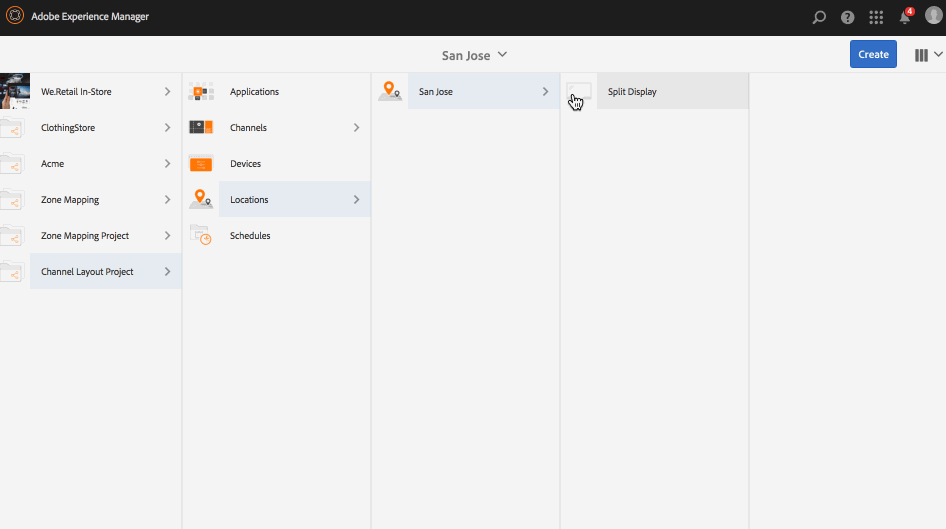 Adobe Experience Manager
4
San Jose
Create
We.Retail In-Store
ClothingStore
Acme
Zone Mapping
Zone Mapping Project
Channel Layout Project
Applications
Channels
Devices
Locations
Schedules
San Jose
Split Display